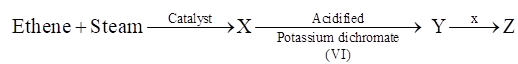 Ethene + Steam Catalyst X Acidified Potassium dichromate (VI) Y x Z